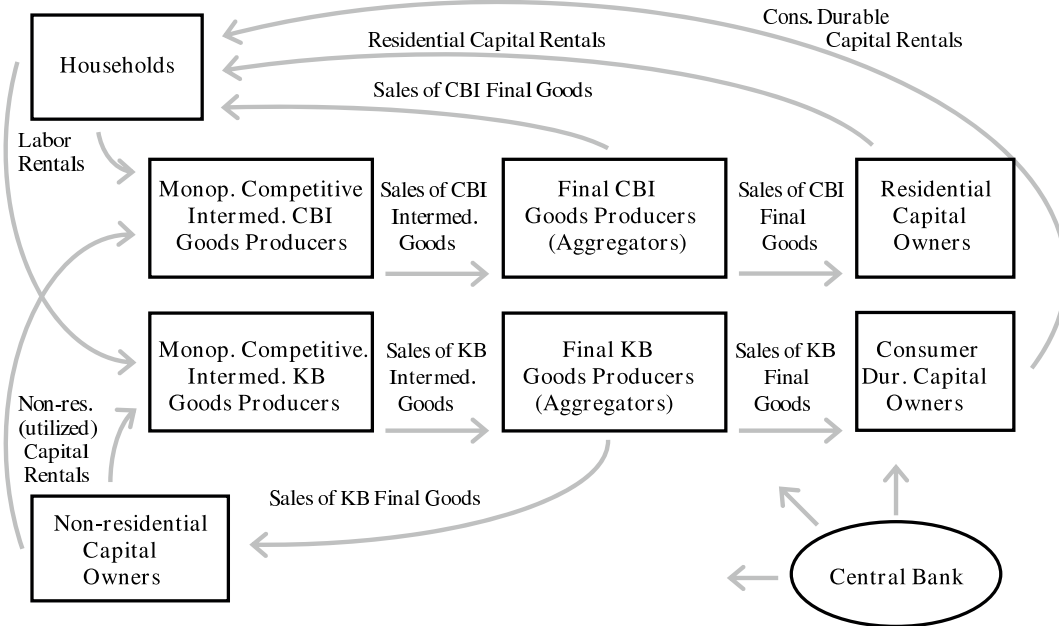 Cons. Durable
Capital Rentals
Residential Capital Rentals
Households
Sales of CBI Final Goods
Labor
Rentals
Monop. Competitive
Intermed. CBI
Goods Producers
Sales of CBI
Intermed.
Goods
Final CBI
Goods Producers
(Aggregators)
Sales of CBI
Final
Goods
Residential
Capital
Owners
Monop. Competitive.
Intermed. KB
Goods Producers
Sales of KB
Intermed.
Goods
Final KB
Goods Producers
(Aggregators)
Sales of KB
Final
Goods
Consumer
Dur. Capital
Owners
Non-res.
(utilized)
Capital
Rentals
Sales of KB Final Goods
Non-residential
Capital
Owners
Central Bank